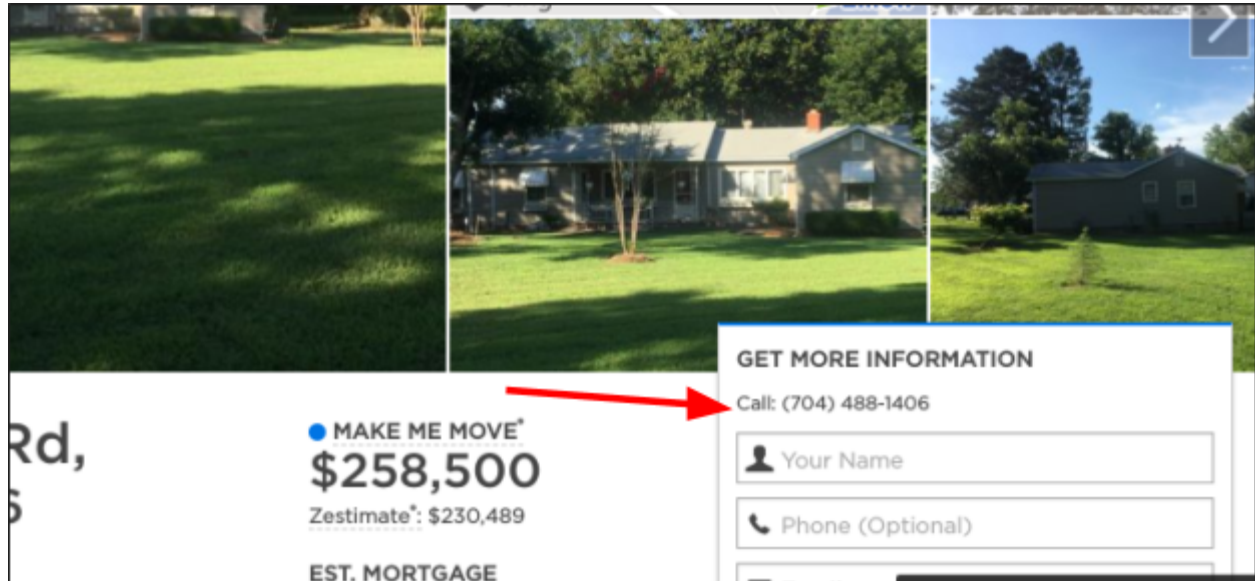 GET MORE INFORMATION
Call: (704) 488-1406
Rd,
MAKE ME MOVE*
$258,500
Zestimate*: $230,489
Your Name
Phone (Optional)
EST. MORTGAGE